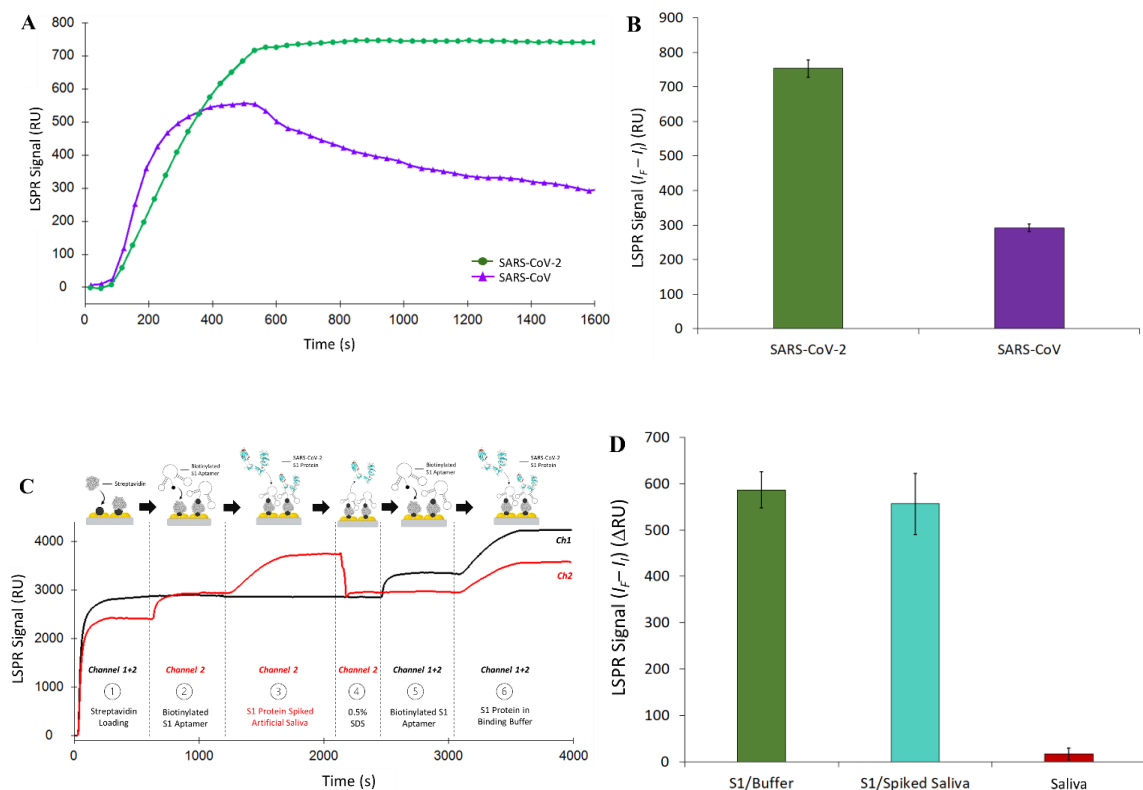 A
LSPR Signal (RU)
800
700
600
500
400
300
200
100
0
0 200 400 600 800 1000 1200 1400 1600
Time (s)
SARS-CoV-2
SARS-CoV
B
LSPR Signal (IF – II) (RU)
900
800
700
600
500
400
300
200
100
0
SARS-CoV-2 SARS-CoV
C
Streptavidin
Biotinylated
S1 Aptamer
SARS-CoV-2
S1 Protein
Biotinylated
S1 Aptamer
SARS-CoV-2
S1 Protein
LSPR Signal (RU)
4000
3000
2000
1000
0
Ch1
Ch2
Channel 1+2 Channel 2 Channel 2 Channel 2 Channel 1+2 Channel 1+2
1 2 3 4 5 6
Streptavidin
Loading
Biotinylated
S1 Aptamer
S1 Protein Spiked
Artificial Saliva
0.5%
SDS
Biotinylated S1
Aptamer
S1 Protein in
Binding Buffer
0 1000 2000 3000 4000
Time (s)
D
LSPR Signal (IF – II) (ΔRU)
700
600
500
400
300
200
100
0
S1/Buffer S1/Spiked Saliva Saliva